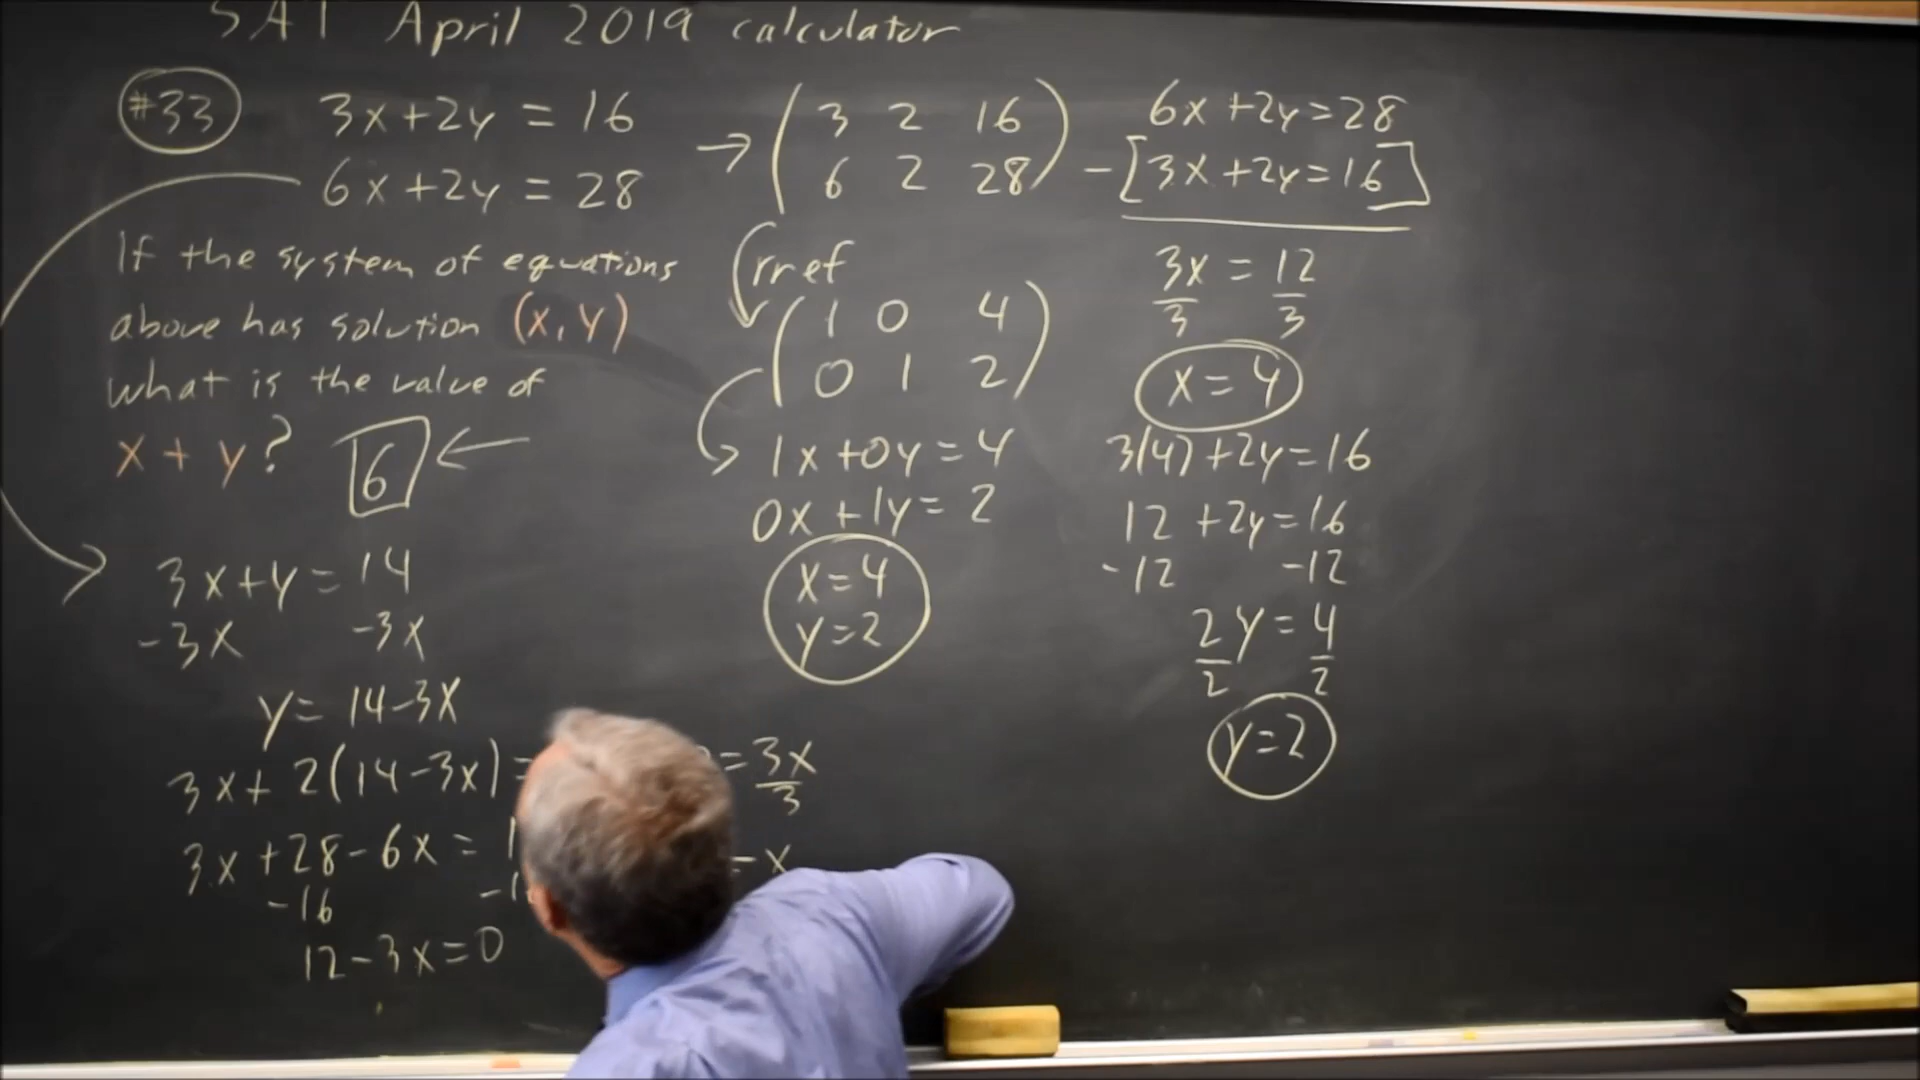 SAT April 2019 calculator
#33
3x+2y = 16
6x+2y = 28
If the system of equations
above has solution (x,y)
what is the value of
x + y? 6 ←
3x+y = 14
-3x -3x
y = 14-3x
3x+ 2(14-3x) =
3x +28-6x =
-16
12-3x=0
= 3x
3
= x
→ ( 3 2 16 )
( 6 2 28 )
rref
( 1 0 4 )
( 0 1 2 )
1x +0y = 4
0x + 1y = 2
x=4
y=2
6x +2y=28
-[3x +2y=16]
3x = 12
3 3
x = 4
3(4) +2y=16
12 +2y=16
-12 -12
2y = 4
2 2
y=2